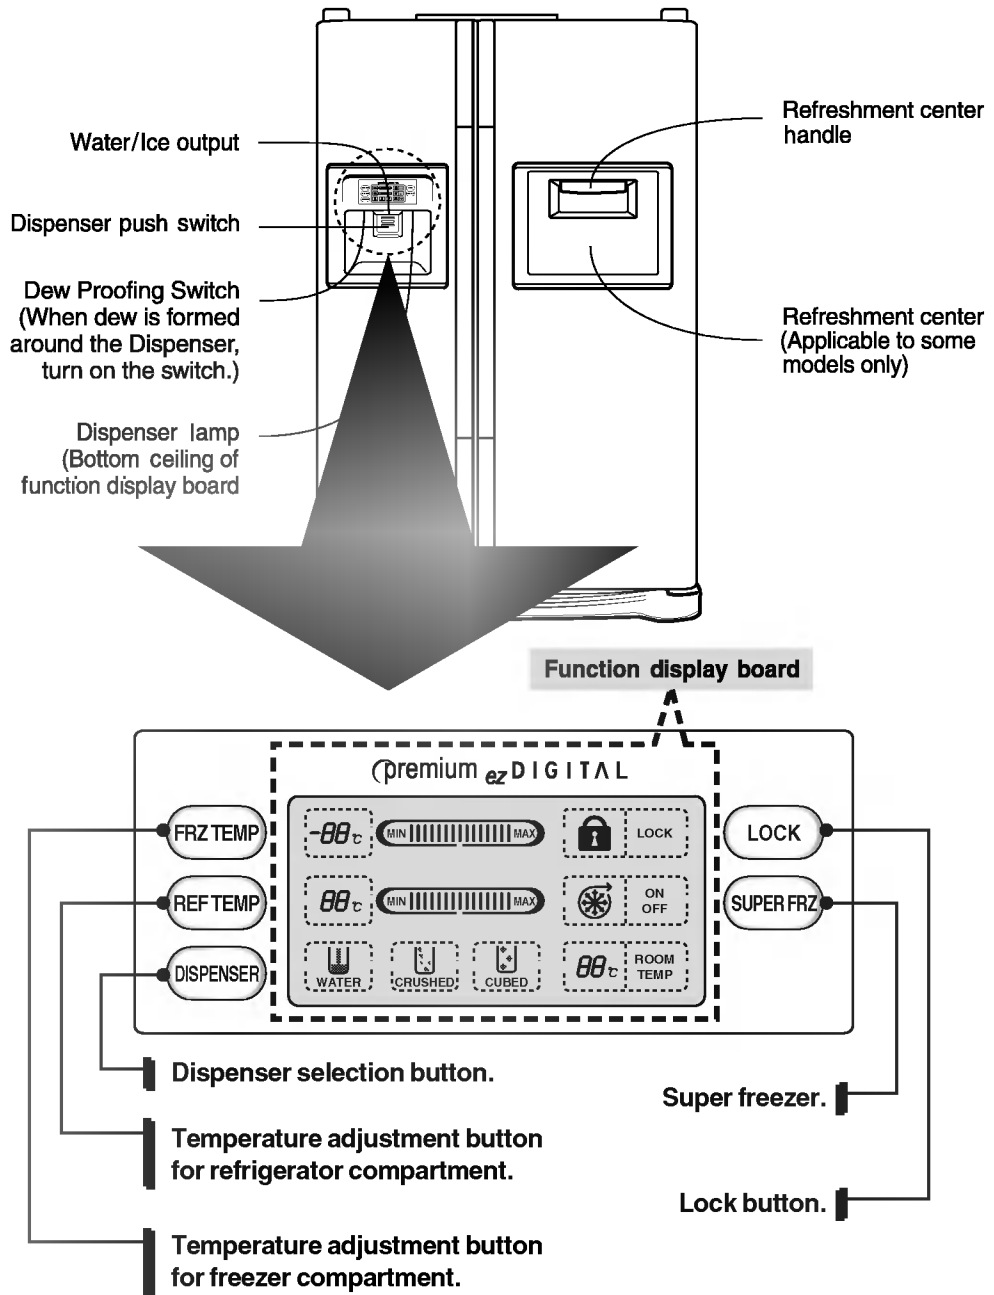 Water/Ice output
Dispenser push switch
Dew Proofing Switch
(When dew is formed
around the Dispenser,
turn on the switch.)
Dispenser lamp
(Bottom ceiling of
function display board
Refreshment center
handle
Refreshment center
(Applicable to some
models only)
Function display board
premium ez DIGITAL
FRZ TEMP
-88 °C
MIN MAX
LOCK
LOCK
REF TEMP
88 °C
MIN MAX
ON
OFF
SUPER FRZ
DISPENSER
WATER
CRUSHED
CUBED
88 °C
ROOM
TEMP
Dispenser selection button.
Temperature adjustment button
for refrigerator compartment.
Temperature adjustment button
for freezer compartment.
Super freezer.
Lock button.